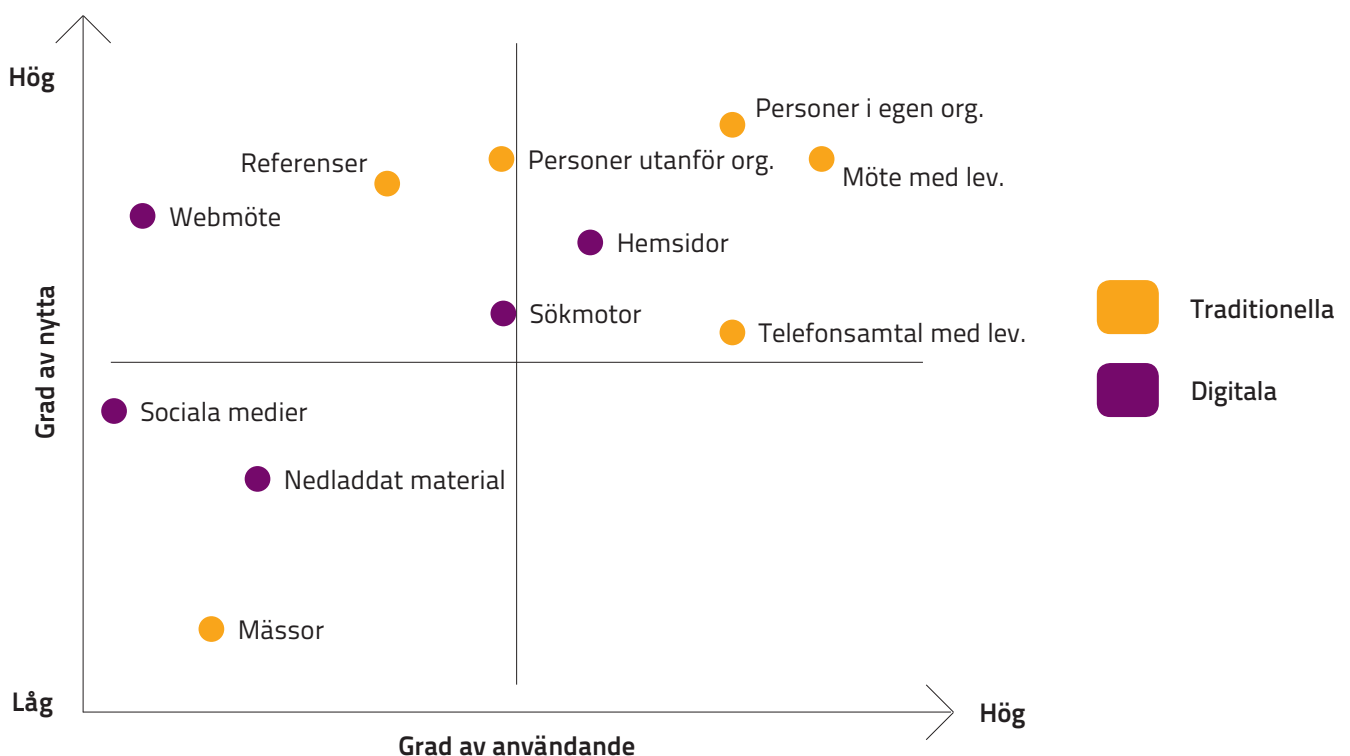 Hög
Personer i egen org.
Referenser
Personer utanför org.
Möte med lev.
Webmöte
Hemsidor
Grad av nytta
Sökmotor
Traditionella
Telefonsamtal med lev.
Digitala
Sociala medier
Nedladdat material
Mässor
Låg
Hög
Grad av användande